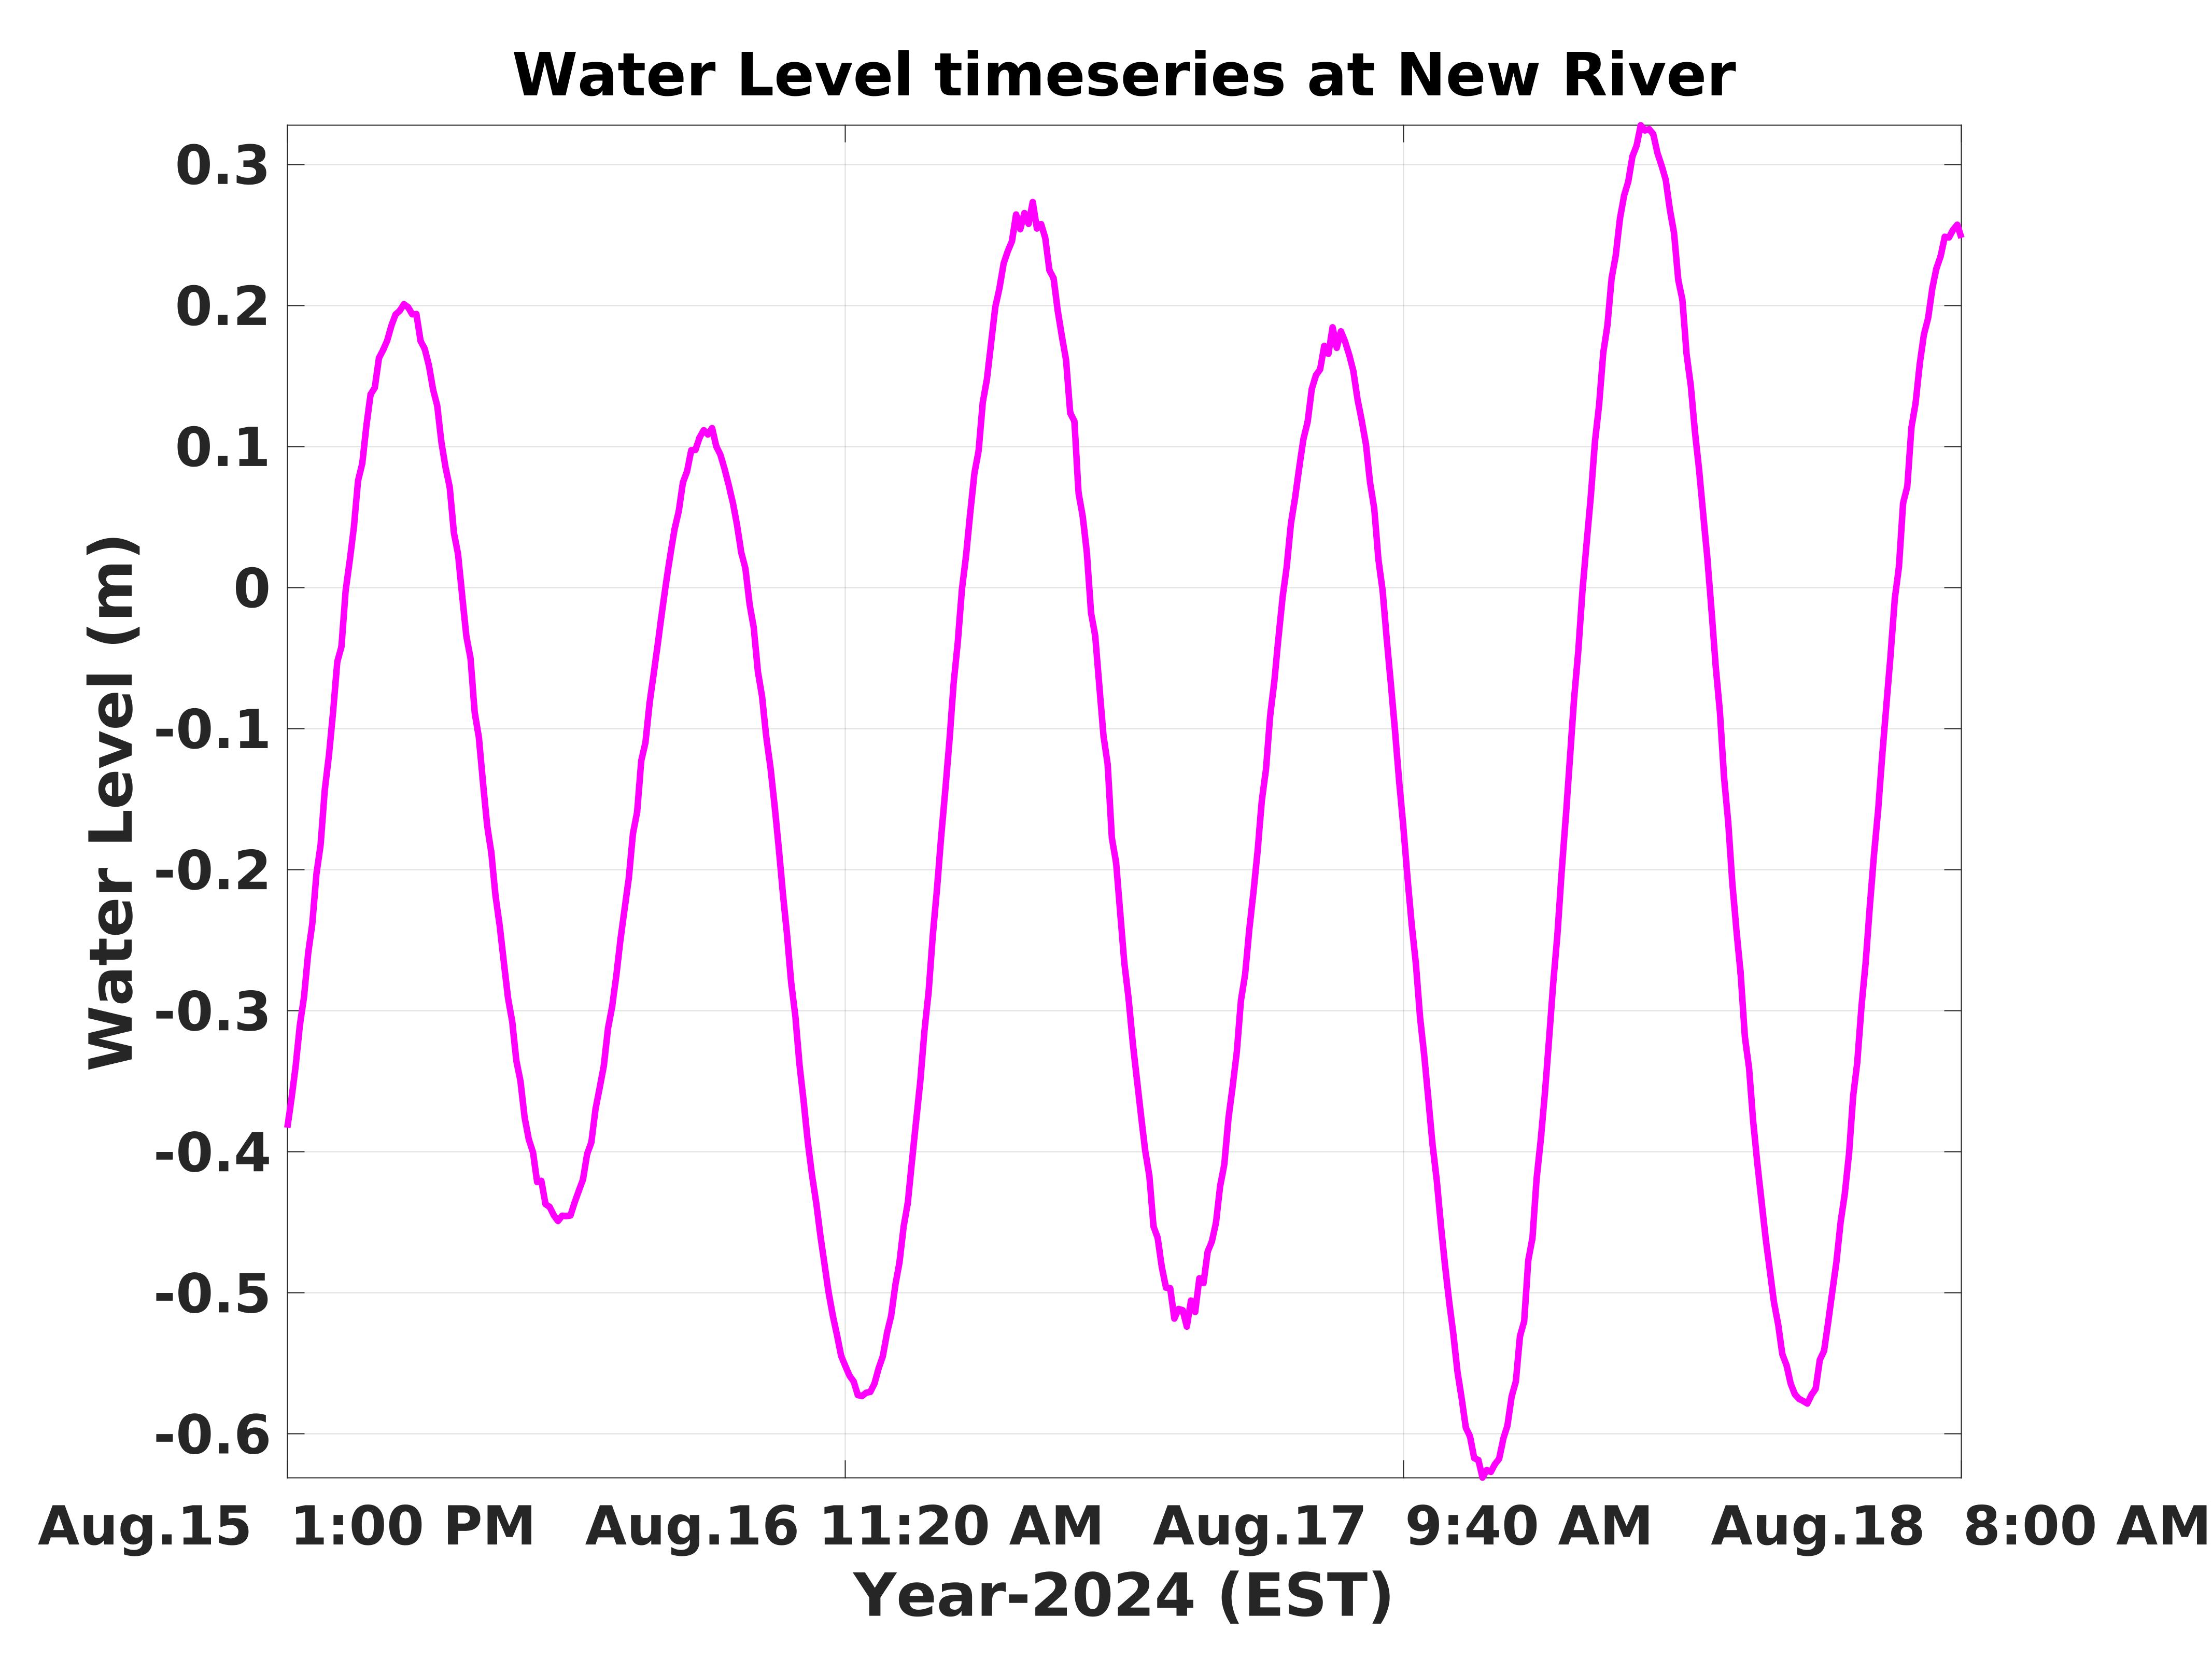 Water Level timeseries at New River
0.3
0.2
0.1
0
-0.1
-0.2
-0.3
-0.4
-0.5
-0.6
Water Level (m)
Aug.15 1:00 PM Aug.16 11:20 AM Aug.17 9:40 AM Aug.18 8:00 AM
Year-2024 (EST)